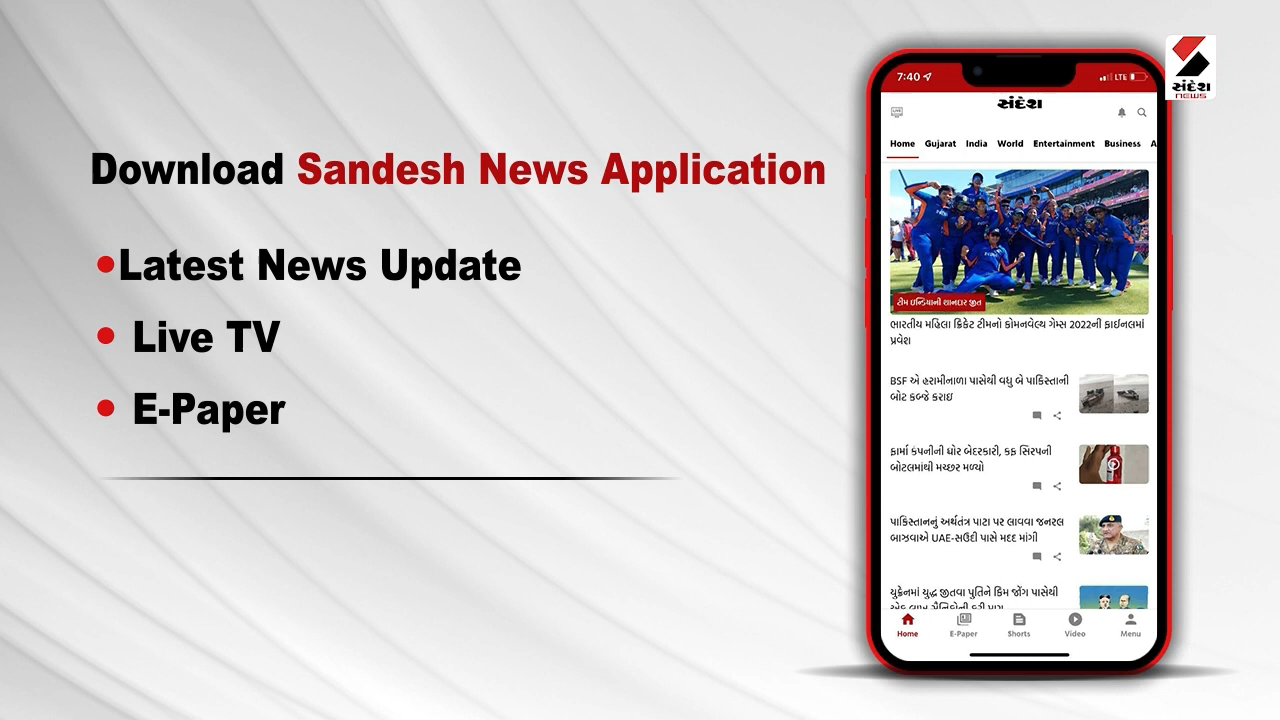 Download Sandesh News Application
•Latest News Update
• Live TV
• E-Paper
સંદેશ
NEWS
7:40
LTE
LIVE
સંદેશ
Home Gujarat India World Entertainment Business A
ટીમ ઇન્ડિયાની શાનદાર જીત
ભારતીય મહિલા ક્રિકેટ ટીમનો કોમનવેલ્થ ગેમ્સ 2022ની ફાઈનલમાં
પ્રવેશ
BSF એ હરામીનાળા પાસેથી વધુ બે પાકિસ્તાની
બોટ કબ્જે કરાઇ
ફાર્મા કંપનીની ઘોર બેદરકારી, કફ સિરપની
બોટલમાંથી મચ્છર મળ્યો
પાકિસ્તાનનું અર્થતંત્ર પાટા પર લાવવા જનરલ
બાઝવાએ UAE-સઉદી પાસે મદદ માંગી
યુક્રેનમાં યુદ્ધ જીતવા પુતિને કિમ જોંગ પાસેથી
Home E-Paper Shorts Video Menu